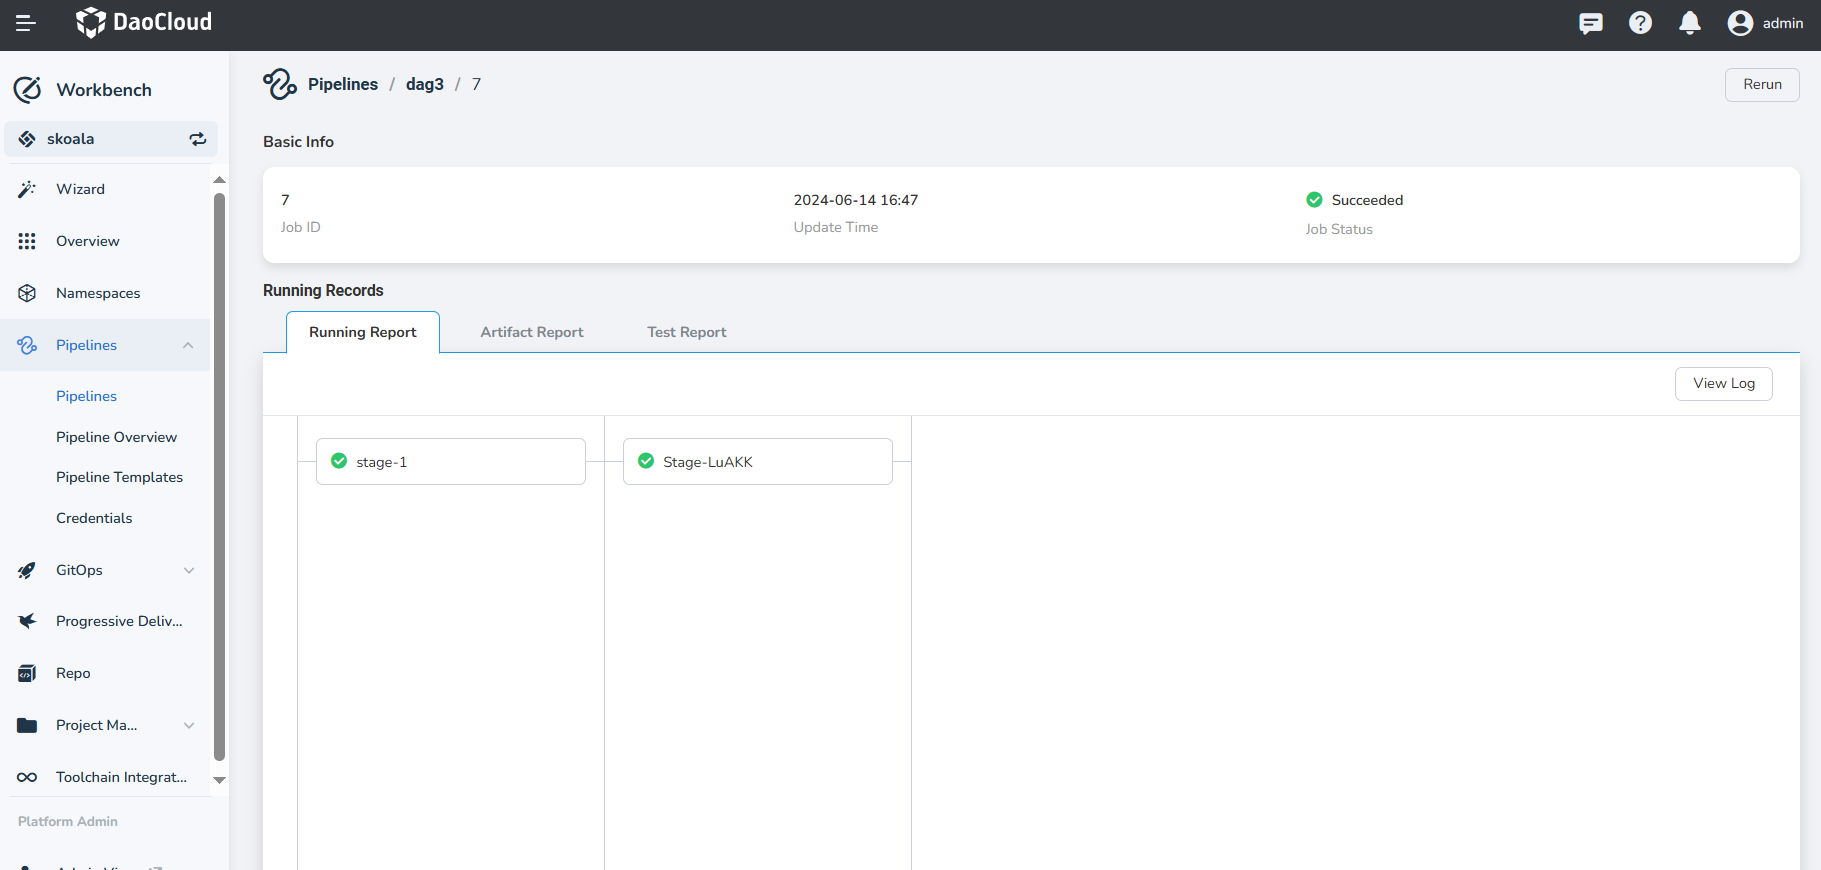 DaoCloud
admin
Workbench
skoala
Wizard
Overview
Namespaces
Pipelines
Pipelines
Pipeline Overview
Pipeline Templates
Credentials
GitOps
Progressive Deliv...
Repo
Project Ma...
Toolchain Integrat...
Platform Admin
Pipelines / dag3 / 7
Rerun
Basic Info
7
Job ID
2024-06-14 16:47
Update Time
Succeeded
Job Status
Running Records
Running Report
Artifact Report
Test Report
View Log
stage-1
Stage-LuAKK